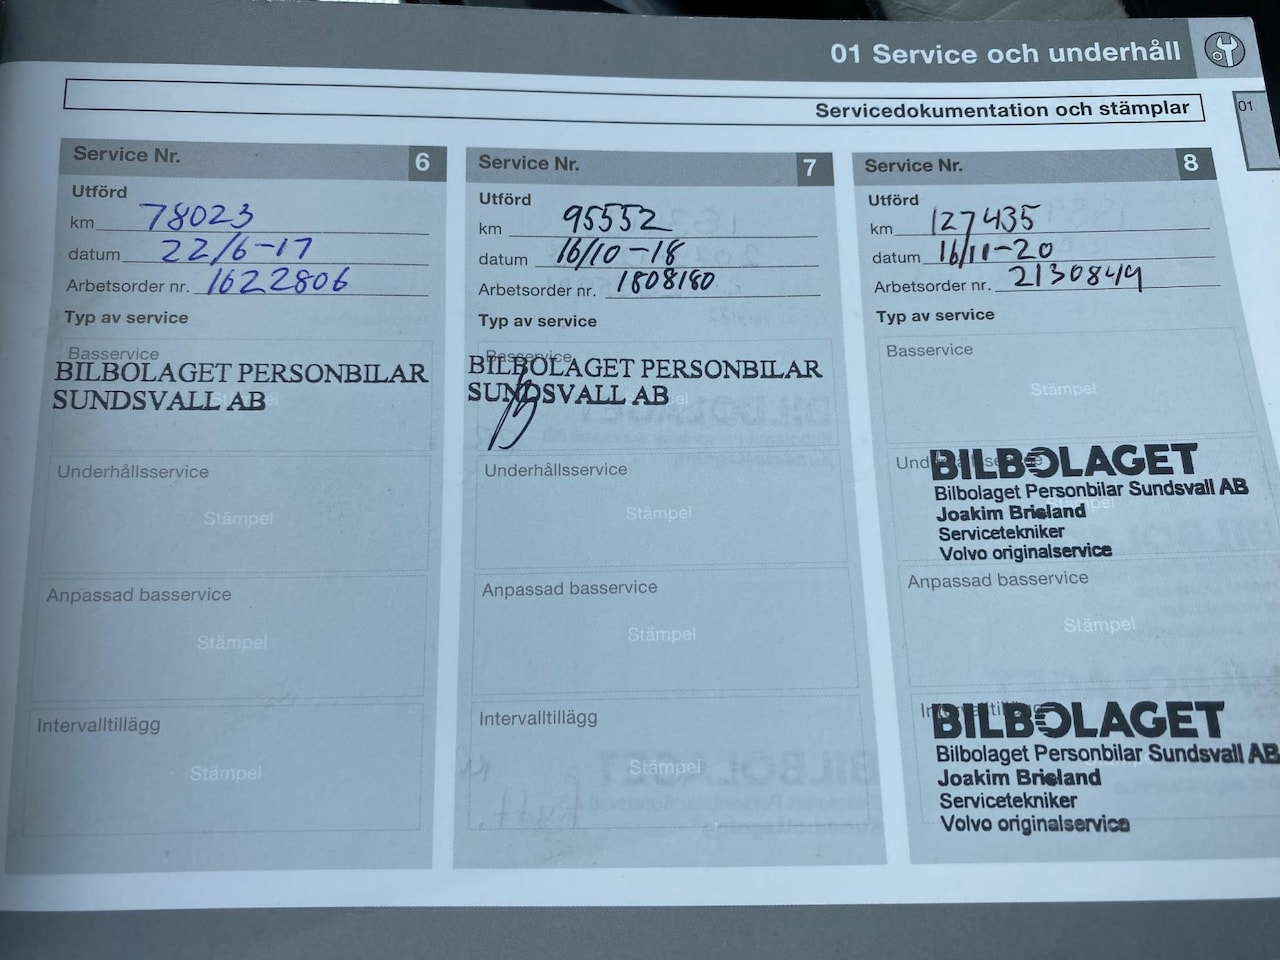 01 Service och underhåll
Servicedokumentation och stämplar
01
Service Nr. 6
Utförd
km 78023
datum 22/6-17
Arbetsorder nr. 1622806
Typ av service
Basservice
BILBOLAGET PERSONBILAR
SUNDSVALL AB
Underhållsservice
Stämpel
Anpassad basservice
Stämpel
Intervalltillägg
Stämpel
Service Nr. 7
Utförd
km 95552
datum 16/10-18
Arbetsorder nr. 1808180
Typ av service
Basservice
BILBOLAGET PERSONBILAR
SUNDSVALL AB
Underhållsservice
Stämpel
Anpassad basservice
Stämpel
Intervalltillägg
Stämpel
Service Nr. 8
Utförd
km 127435
datum 16/11-20
Arbetsorder nr. 2130849
Typ av service
Basservice
Stämpel
BILBOLAGET
Bilbolaget Personbilar Sundsvall AB
Joakim Brisland
Servicetekniker
Volvo originalservice
Anpassad basservice
Stämpel
Intervalltillägg
BILBOLAGET
Bilbolaget Personbilar Sundsvall AB
Joakim Brisland
Servicetekniker
Volvo originalservice